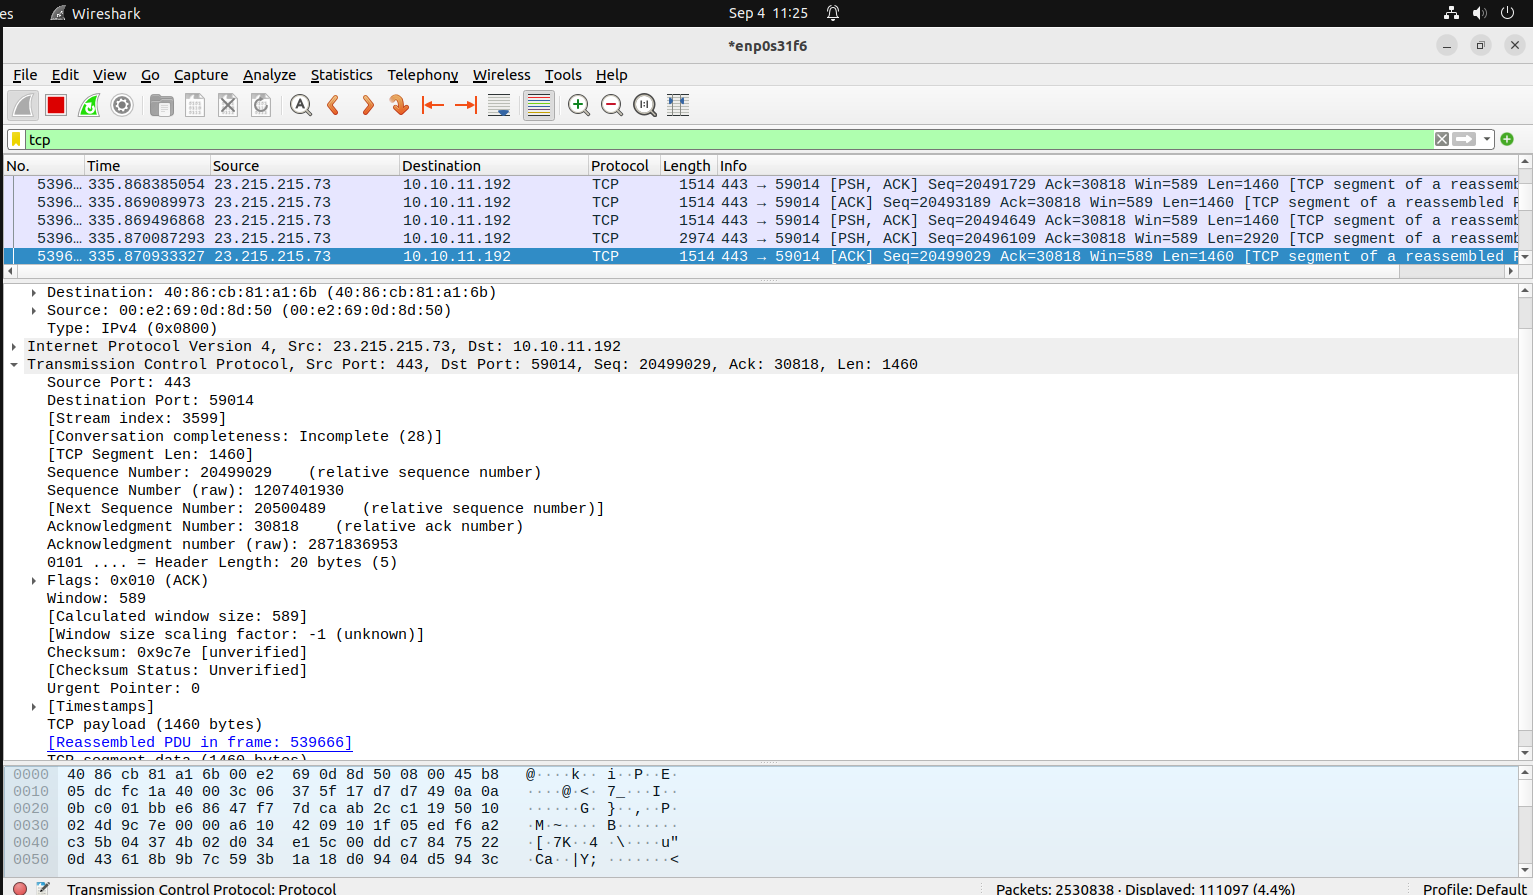 es Wireshark Sep 4 11:25
*enp0s31f6
File Edit View Go Capture Analyze Statistics Telephony Wireless Tools Help
tcp
No. Time Source Destination Protocol Length Info
5396… 335.868385054 23.215.215.73 10.10.11.192 TCP 1514 443 → 59014 [PSH, ACK] Seq=20491729 Ack=30818 Win=589 Len=1460 [TCP segment of a reassemb
5396… 335.869089973 23.215.215.73 10.10.11.192 TCP 1514 443 → 59014 [ACK] Seq=20493189 Ack=30818 Win=589 Len=1460 [TCP segment of a reassembled P
5396… 335.869496868 23.215.215.73 10.10.11.192 TCP 1514 443 → 59014 [PSH, ACK] Seq=20494649 Ack=30818 Win=589 Len=1460 [TCP segment of a reassemb
5396… 335.870087293 23.215.215.73 10.10.11.192 TCP 2974 443 → 59014 [PSH, ACK] Seq=20496109 Ack=30818 Win=589 Len=2920 [TCP segment of a reassemb
5396… 335.870933327 23.215.215.73 10.10.11.192 TCP 1514 443 → 59014 [ACK] Seq=20499029 Ack=30818 Win=589 Len=1460 [TCP segment of a reassembled P
Destination: 40:86:cb:81:a1:6b (40:86:cb:81:a1:6b)
Source: 00:e2:69:0d:8d:50 (00:e2:69:0d:8d:50)
Type: IPv4 (0x0800)
Internet Protocol Version 4, Src: 23.215.215.73, Dst: 10.10.11.192
Transmission Control Protocol, Src Port: 443, Dst Port: 59014, Seq: 20499029, Ack: 30818, Len: 1460
Source Port: 443
Destination Port: 59014
[Stream index: 3599]
[Conversation completeness: Incomplete (28)]
[TCP Segment Len: 1460]
Sequence Number: 20499029    (relative sequence number)
Sequence Number (raw): 1207401930
[Next Sequence Number: 20500489    (relative sequence number)]
Acknowledgment Number: 30818    (relative ack number)
Acknowledgment number (raw): 2871836953
0101 .... = Header Length: 20 bytes (5)
Flags: 0x010 (ACK)
Window: 589
[Calculated window size: 589]
[Window size scaling factor: -1 (unknown)]
Checksum: 0x9c7e [unverified]
[Checksum Status: Unverified]
Urgent Pointer: 0
[Timestamps]
TCP payload (1460 bytes)
[Reassembled PDU in frame: 539666]
TCP segment data (1460 bytes)
0000 40 86 cb 81 a1 6b 00 e2 69 0d 8d 50 08 00 45 b8 @····k·· i··P··E·
0010 05 dc fc 1a 40 00 3c 06 37 5f 17 d7 d7 49 0a 0a ····@·<· 7_···I··
0020 0b c0 01 bb e6 86 47 f7 7d ca ab 2c c1 19 50 10 ······G· }··,··P·
0030 02 4d 9c 7e 00 00 a6 10 42 09 10 1f 05 ed f6 a2 ·M·~···· B·······
0040 c3 5b 04 37 4b 02 d0 34 e1 5c 00 dd c7 84 75 22 ·[·7K··4 ·\····u"
0050 0d 43 61 8b 9b 7c 59 3b 1a 18 d0 94 04 d5 94 3c ·Ca··|Y; ·······<
Transmission Control Protocol: Protocol Packets: 2530838 · Displayed: 111097 (4.4%) Profile: Default